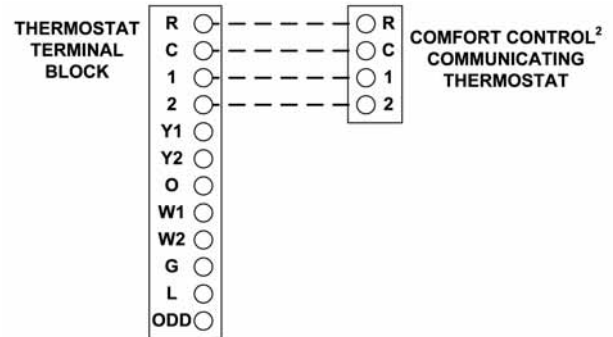 THERMOSTAT
TERMINAL
BLOCK
R
C
1
2
Y1
Y2
O
W1
W2
G
L
ODD
R
C
1
2
COMFORT CONTROL²
COMMUNICATING
THERMOSTAT